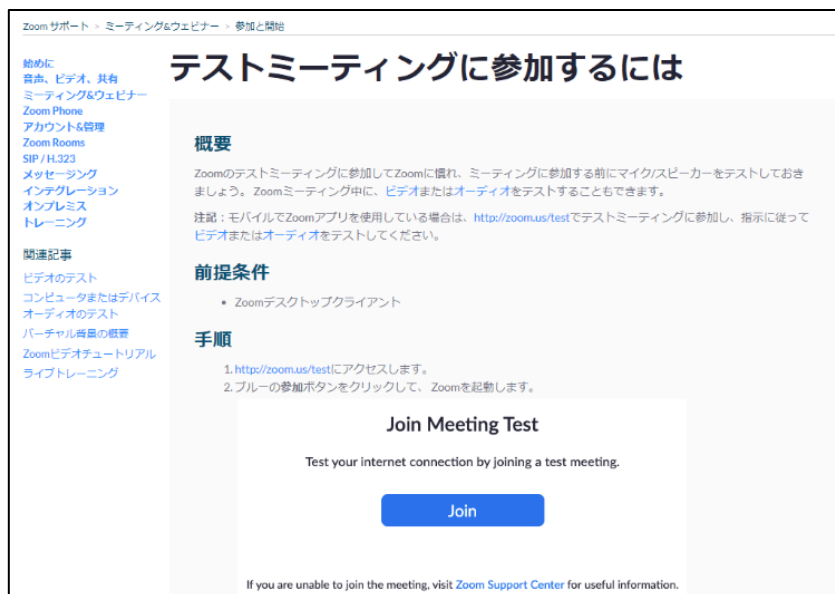 Zoom サポート > ミーティング&ウェビナー > 参加と開始
始めに
音声、ビデオ、共有
ミーティング&ウェビナー
Zoom Phone
アカウント&管理
Zoom Rooms
SIP / H.323
メッセージング
インテグレーション
オンプレミス
トレーニング
関連記事
ビデオのテスト
コンピュータまたはデバイス
オーディオのテスト
バーチャル背景の概要
Zoomビデオチュートリアル
ライブトレーニング
テストミーティングに参加するには
概要
Zoomのテストミーティングに参加してZoomに慣れ、ミーティングに参加する前にマイク/スピーカーをテストしておき
ましょう。 Zoomミーティング中に、ビデオまたはオーディオをテストすることもできます。
注記：モバイルでZoomアプリを使用している場合は、http://zoom.us/testでテストミーティングに参加し、指示に従って
ビデオまたはオーディオをテストしてください。
前提条件
• Zoomデスクトップクライアント
手順
1. http://zoom.us/testにアクセスします。
2. ブルーの参加ボタンをクリックして、 Zoomを起動します。
Join Meeting Test
Test your internet connection by joining a test meeting.
Join
If you are unable to join the meeting, visit Zoom Support Center for useful information.